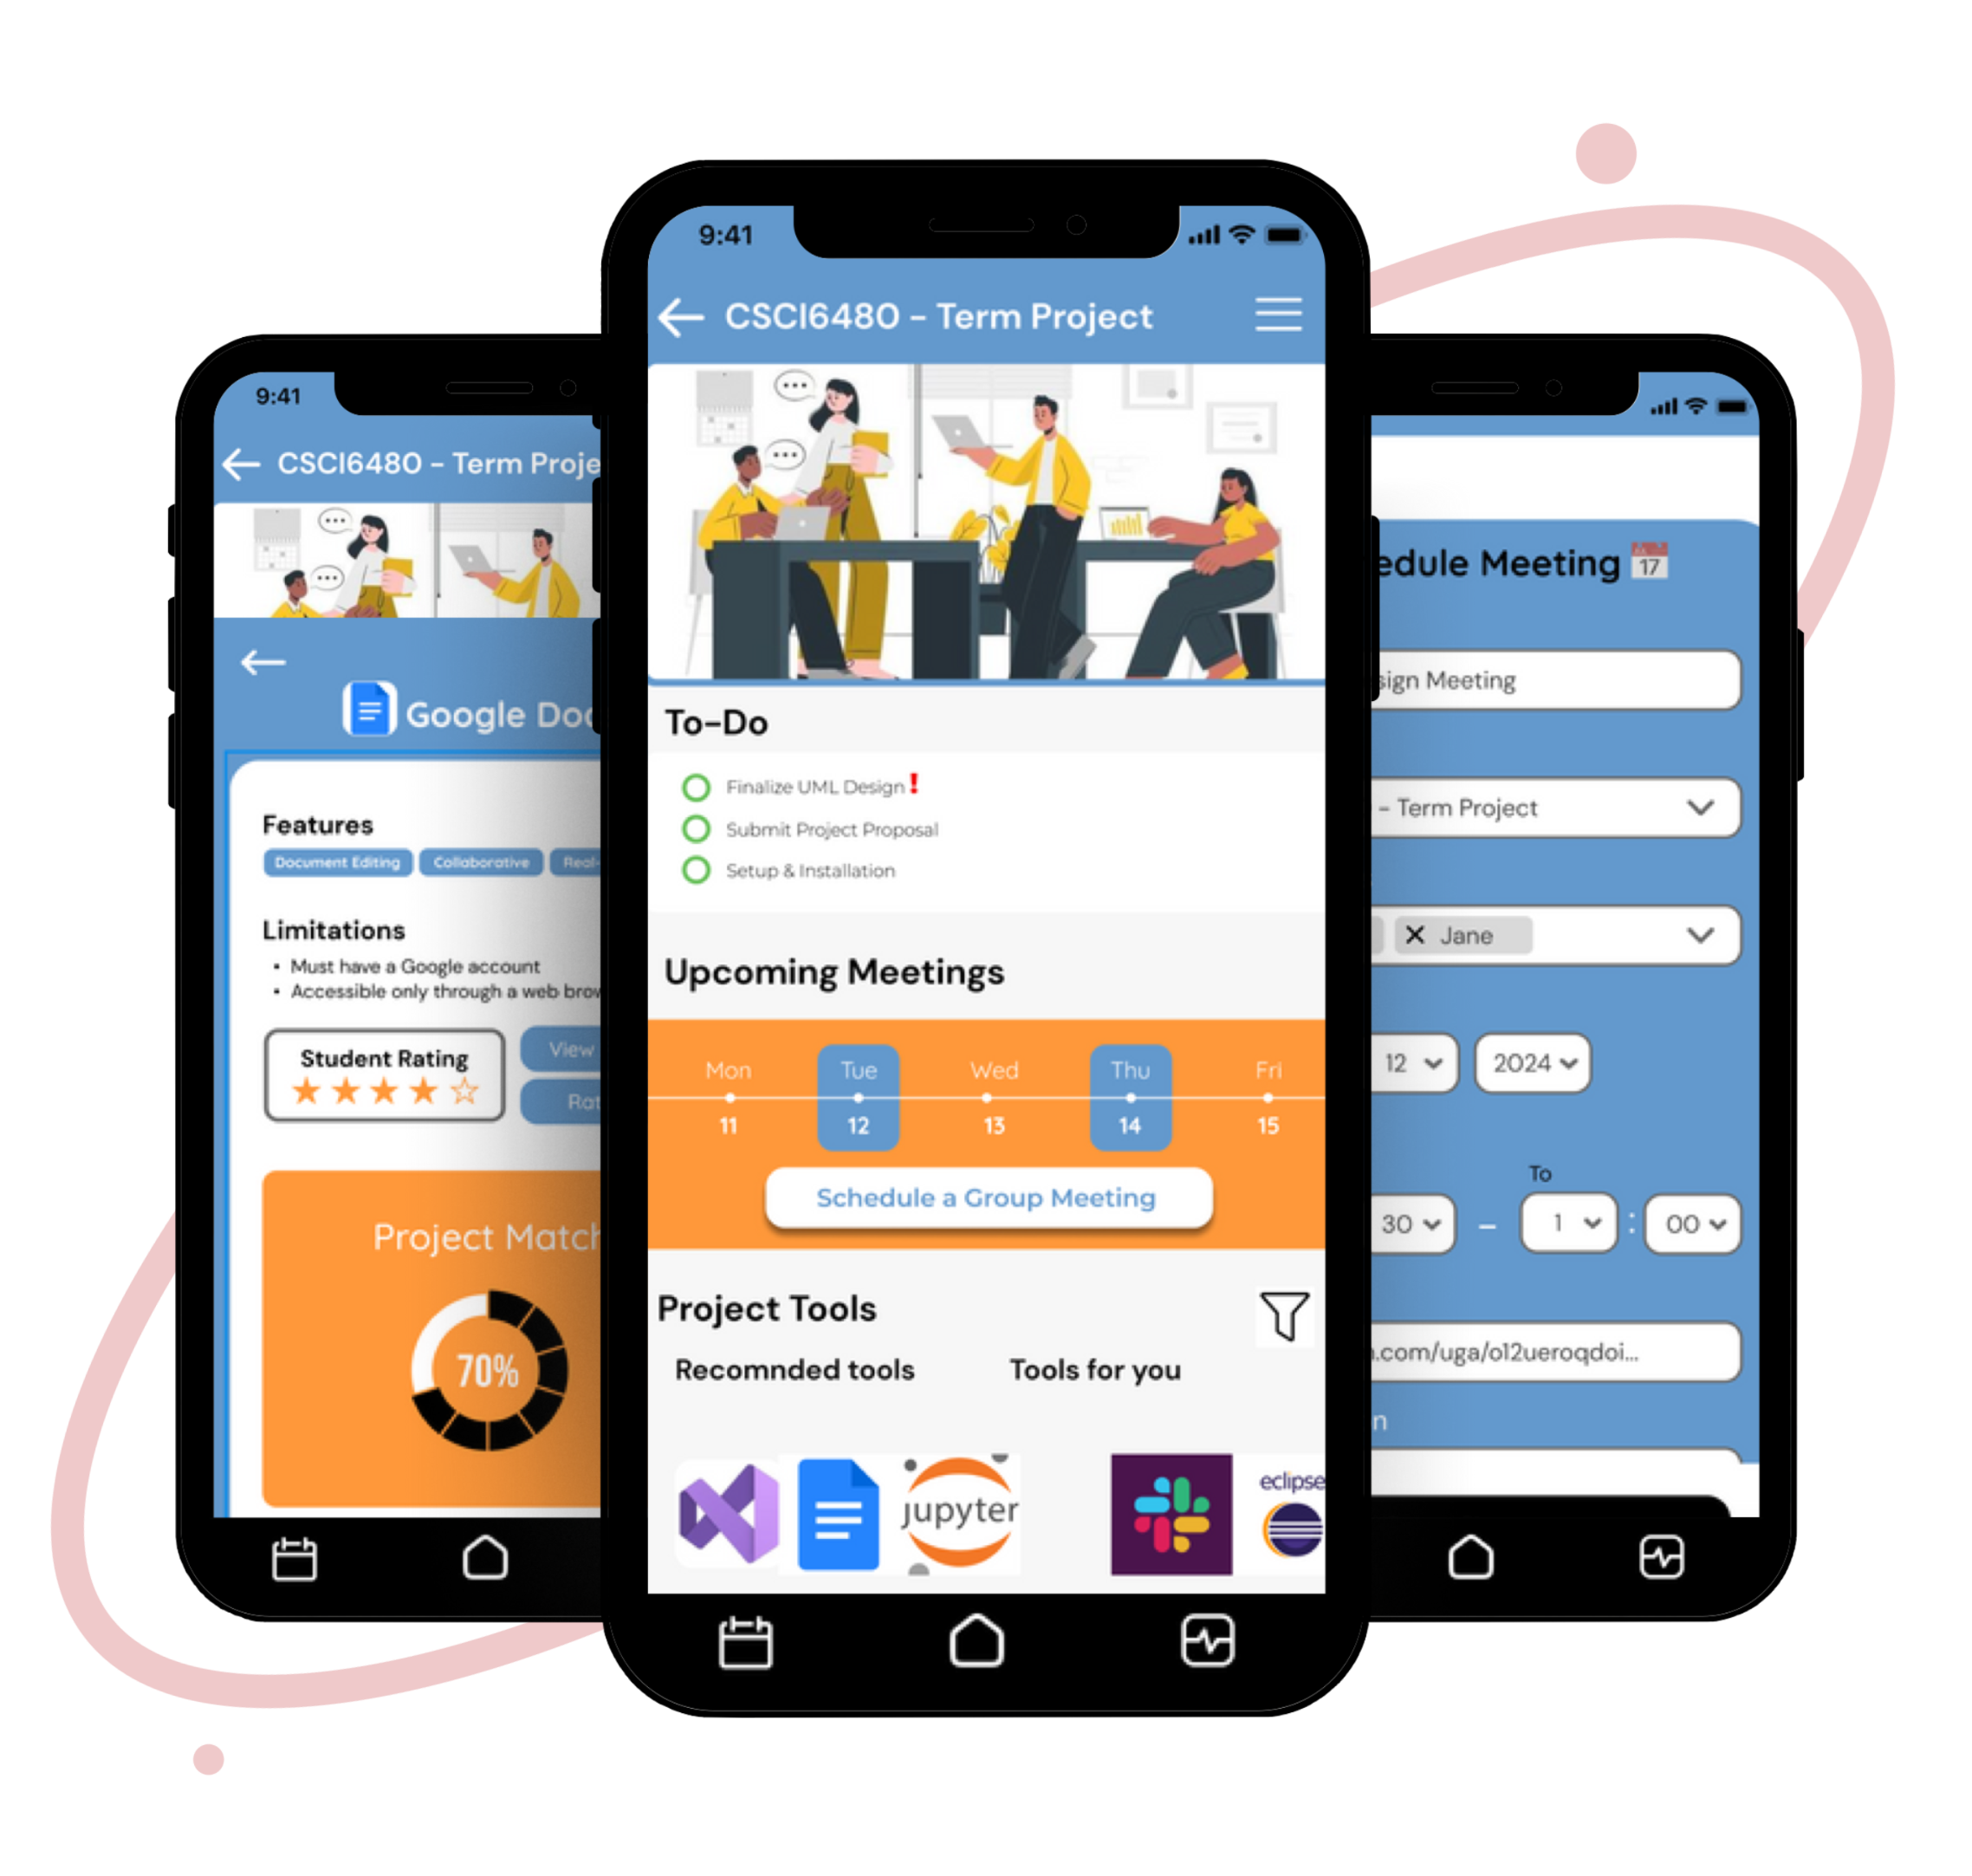 9:41
CSCI6480 - Term Proje
Google Doc
Features
Document Editing Collaborative Real-
Limitations
• Must have a Google account
• Accessible only through a web brow
Student Rating
View
Rat
Project Match
70%
9:41
CSCI6480 - Term Project
To-Do
Finalize UML Design!
Submit Project Proposal
Setup & Installation
Upcoming Meetings
Mon Tue Wed Thu Fri
11 12 13 14 15
Schedule a Group Meeting
Project Tools
Recomnded tools Tools for you
jupyter
eclipse
edule Meeting 17
sign Meeting
- Term Project
× Jane
12 2024
To
30 – 1 : 00
.com/uga/o12ueroqdoi...
n